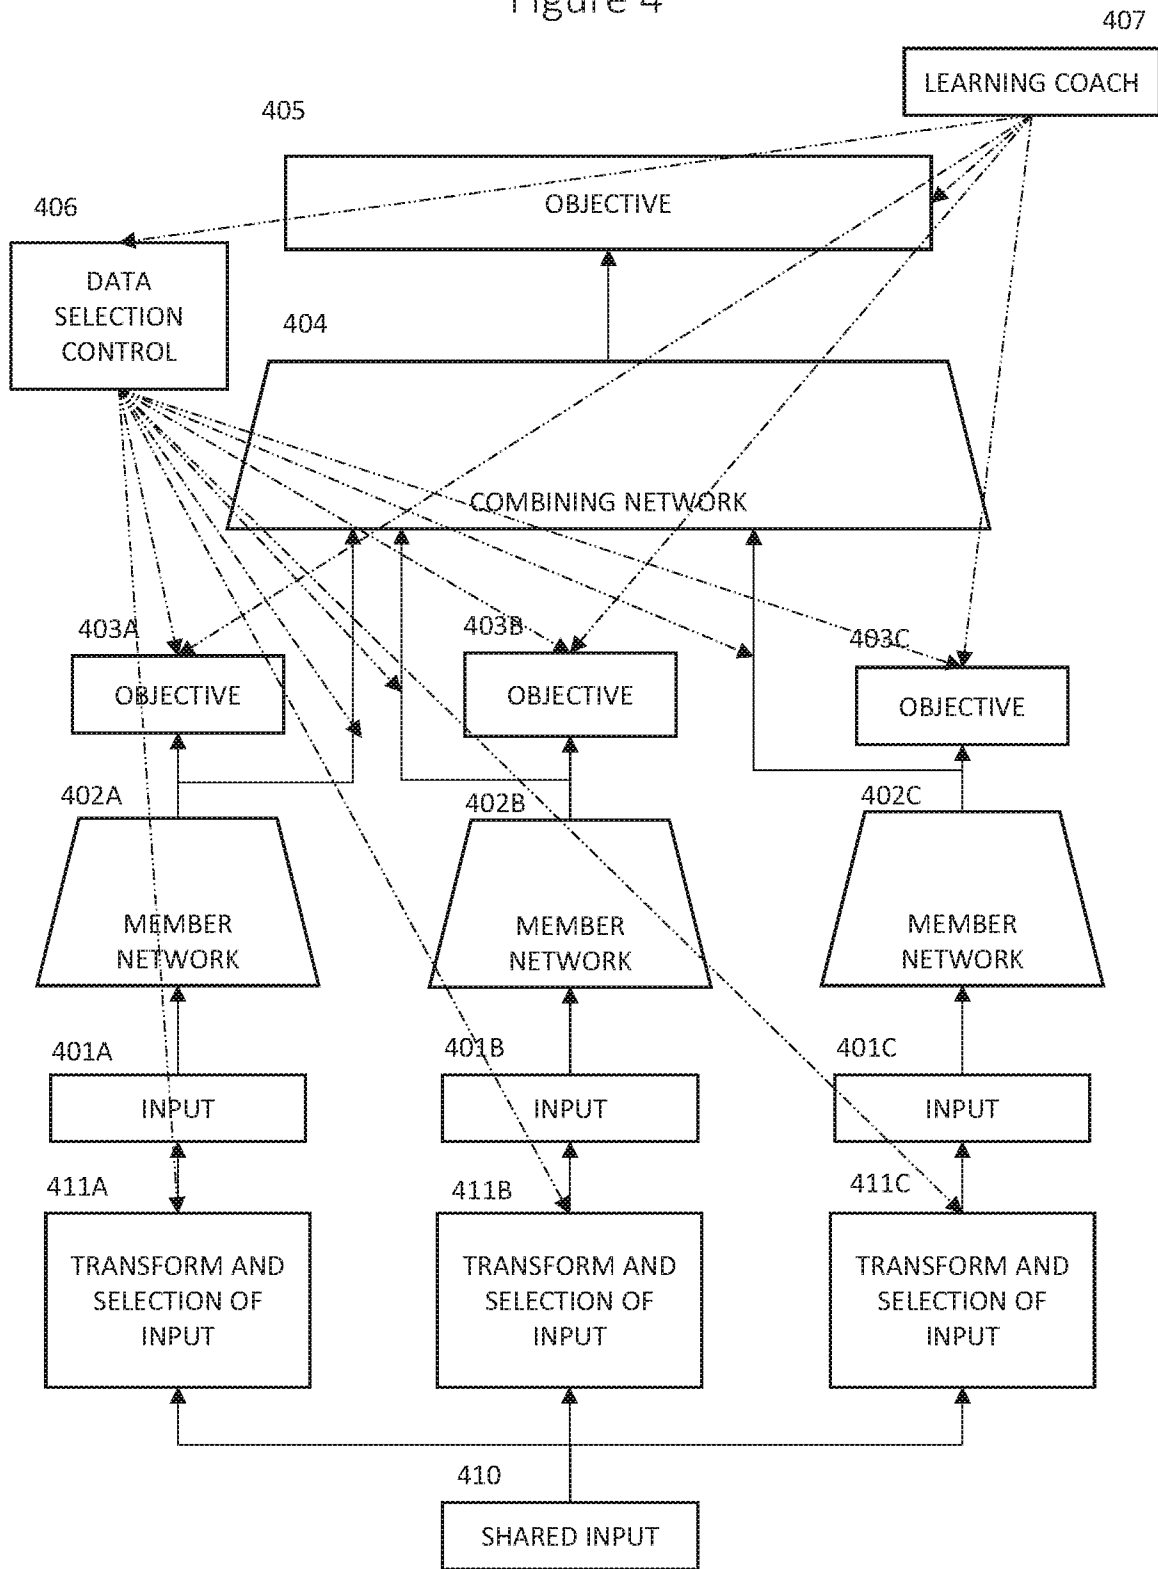 Figure 4
407
LEARNING COACH
405
OBJECTIVE
406
DATA
SELECTION
CONTROL
404
COMBINING NETWORK
403A
403B
403C
OBJECTIVE
OBJECTIVE
OBJECTIVE
402A
402B
402C
MEMBER
NETWORK
MEMBER
NETWORK
MEMBER
NETWORK
401A
401B
401C
INPUT
INPUT
INPUT
411A
411B
411C
TRANSFORM AND
SELECTION OF
INPUT
TRANSFORM AND
SELECTION OF
INPUT
TRANSFORM AND
SELECTION OF
INPUT
410
SHARED INPUT